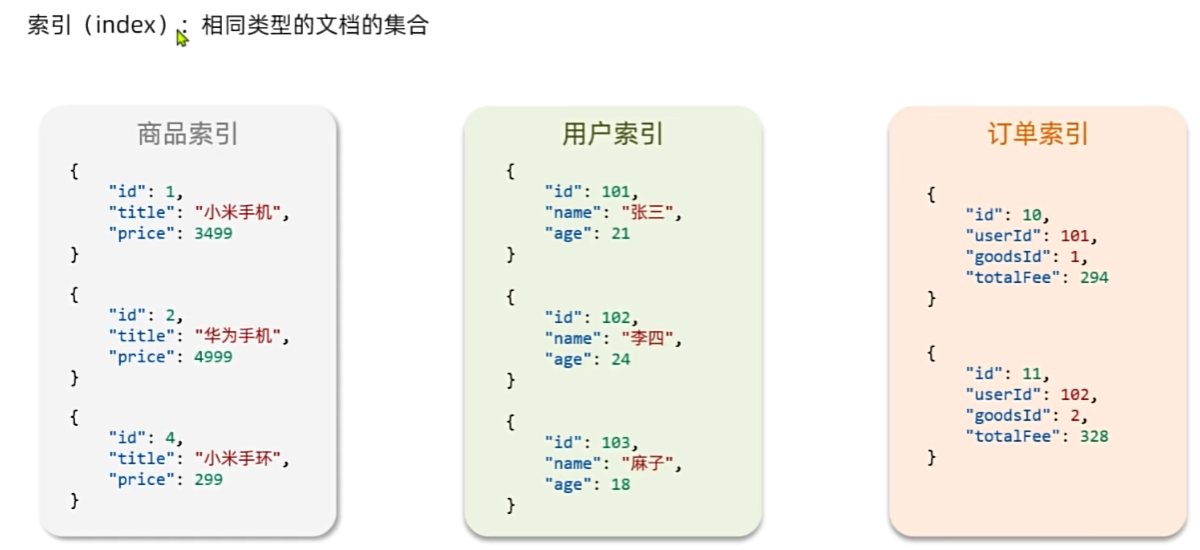 索引（index）：相同类型的文档的集合
商品索引
{
    "id": 1,
    "title": "小米手机",
    "price": 3499
}
{
    "id": 2,
    "title": "华为手机",
    "price": 4999
}
{
    "id": 4,
    "title": "小米手环",
    "price": 299
}
用户索引
{
    "id": 101,
    "name": "张三",
    "age": 21
}
{
    "id": 102,
    "name": "李四",
    "age": 24
}
{
    "id": 103,
    "name": "麻子",
    "age": 18
}
订单索引
{
    "id": 10,
    "userId": 101,
    "goodsId": 1,
    "totalFee": 294
}
{
    "id": 11,
    "userId": 102,
    "goodsId": 2,
    "totalFee": 328
}